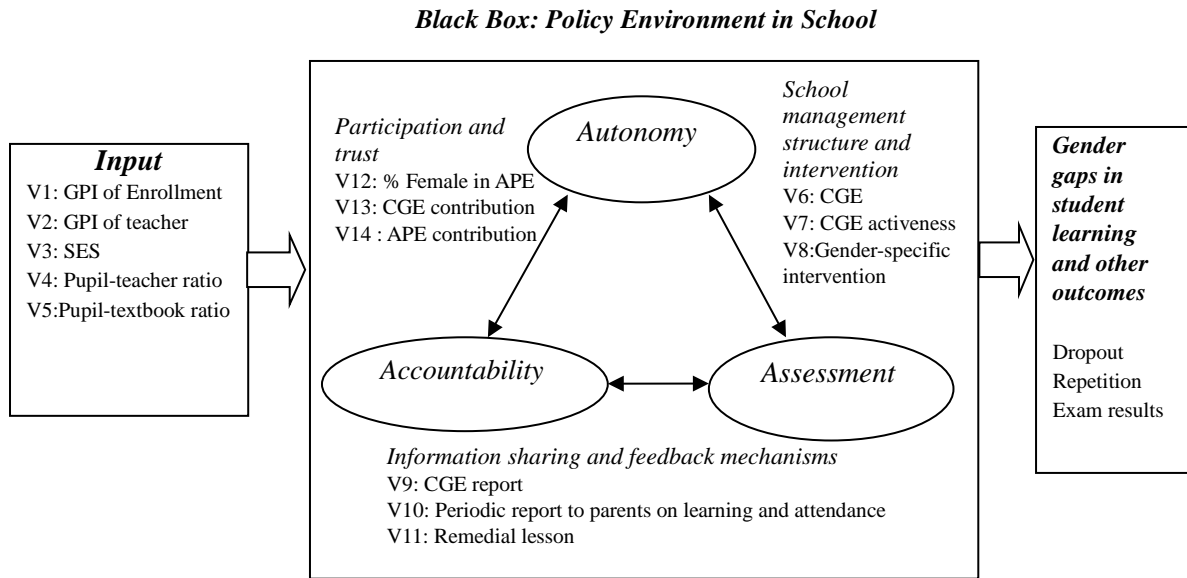 Black Box: Policy Environment in School
Input
V1: GPI of Enrollment
V2: GPI of teacher
V3: SES
V4: Pupil-teacher ratio
V5:Pupil-textbook ratio
Participation and
trust
V12: % Female in APE
V13: CGE contribution
V14 : APE contribution
Autonomy
School
management
structure and
intervention
V6: CGE
V7: CGE activeness
V8:Gender-specific
intervention
Accountability
Assessment
Information sharing and feedback mechanisms
V9: CGE report
V10: Periodic report to parents on learning and attendance
V11: Remedial lesson
Gender
gaps in
student
learning
and other
outcomes
Dropout
Repetition
Exam results